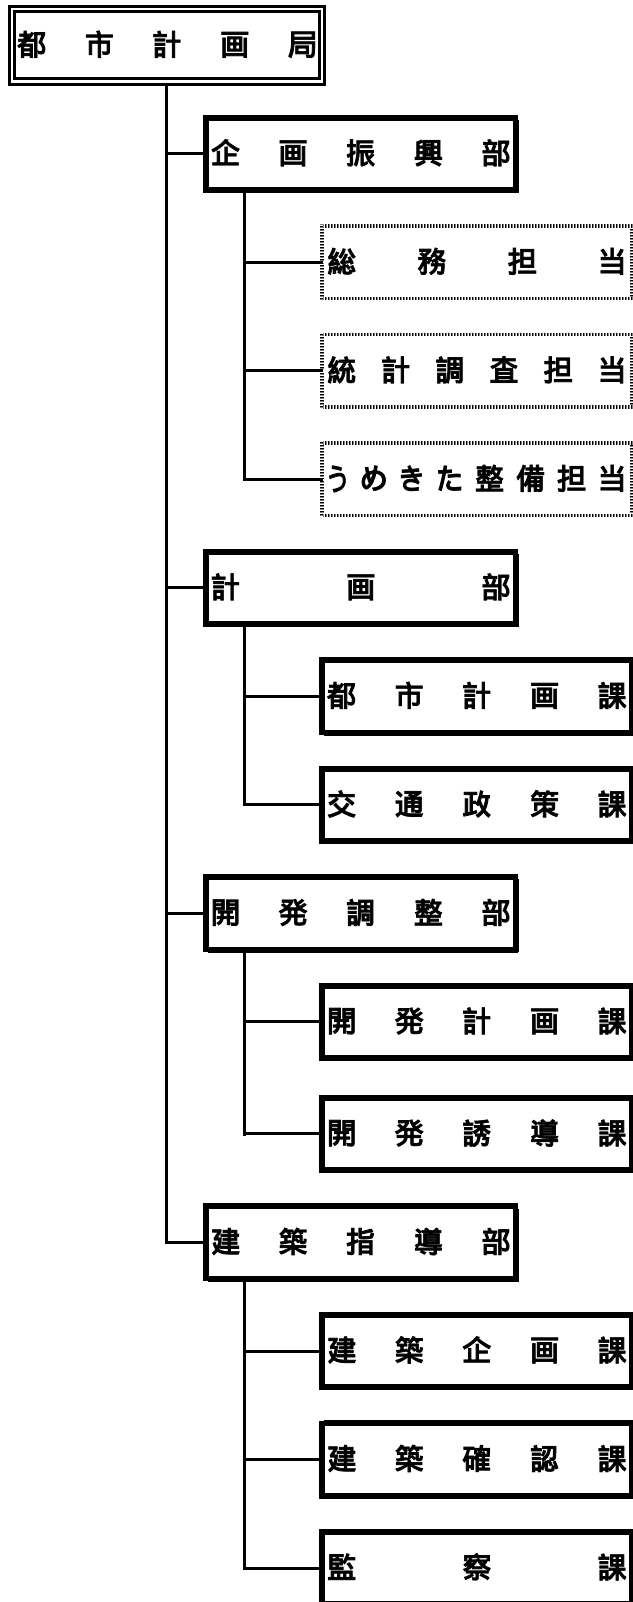 都市計画局
企画振興部
総務担当
統計調査担当
うめきた整備担当
計画部
都市計画課
交通政策課
開発調整部
開発計画課
開発誘導課
建築指導部
建築企画課
建築確認課
監察課